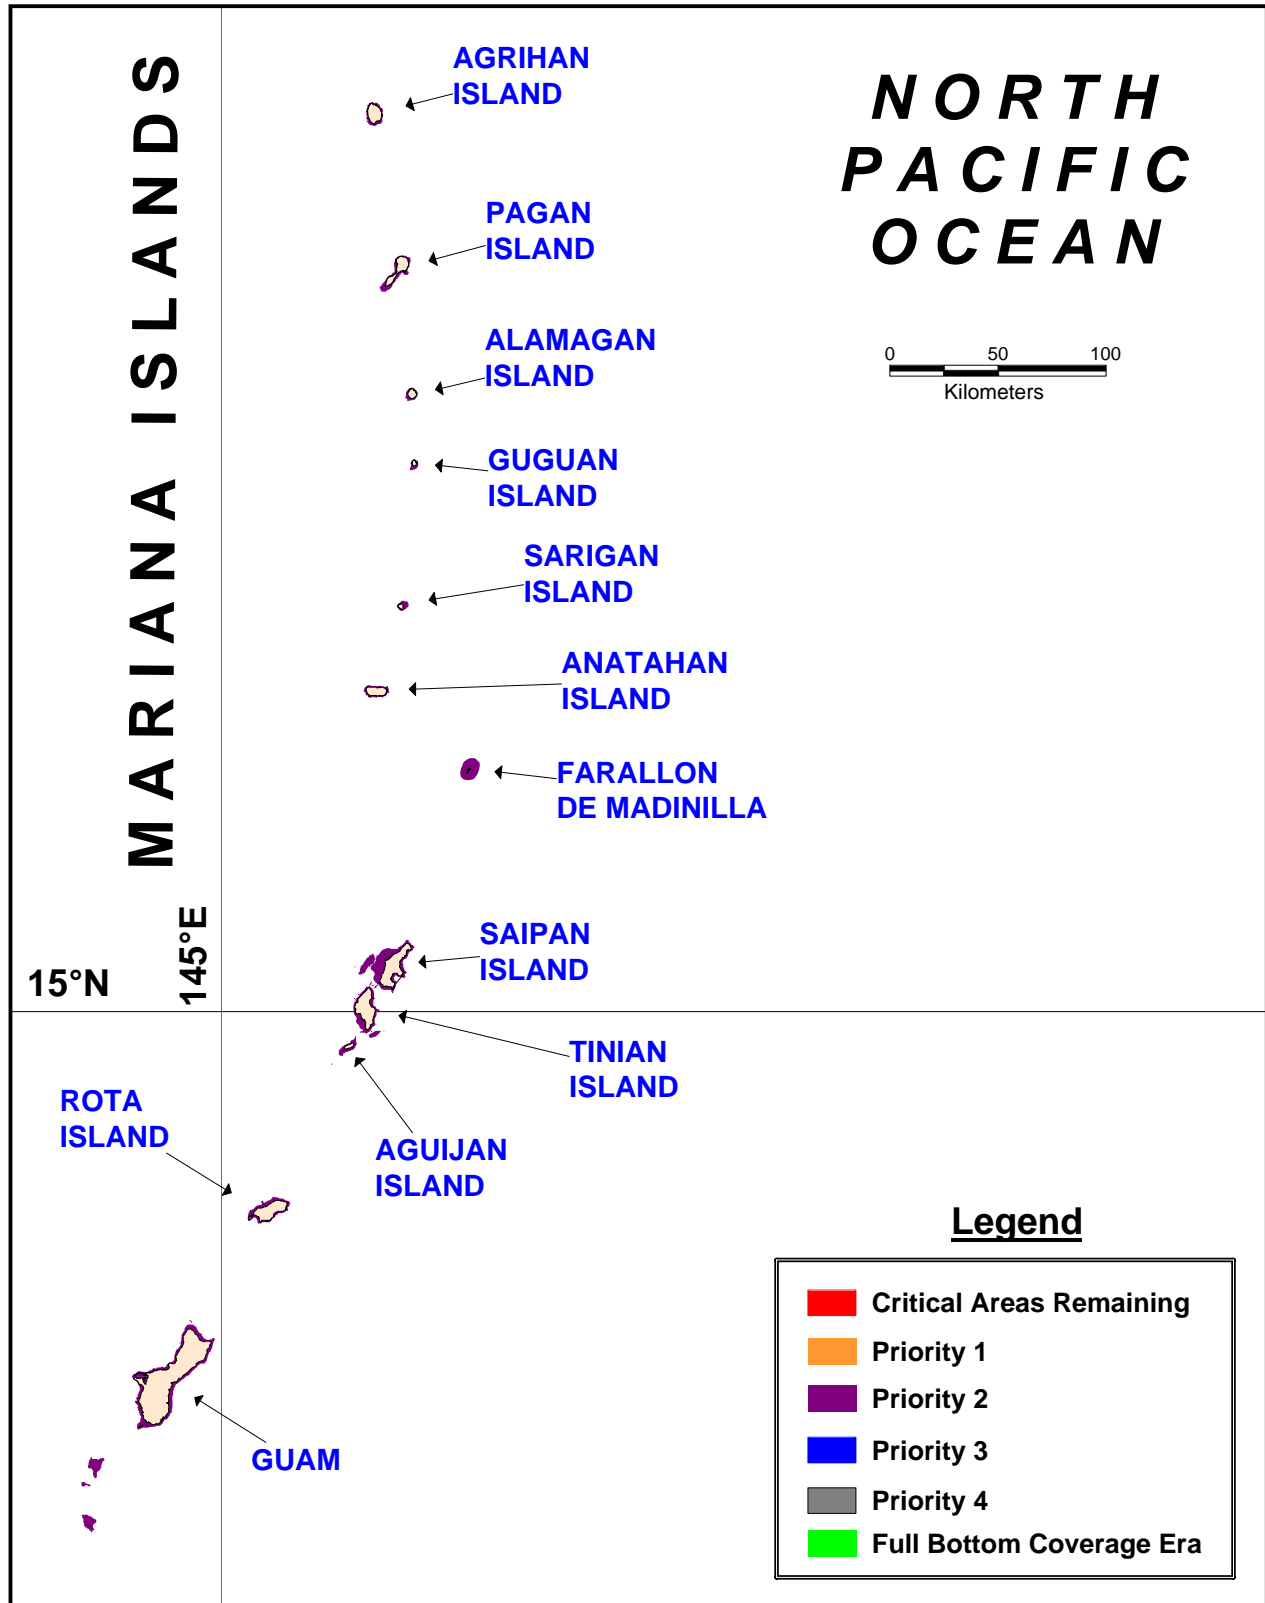 MARIANA ISLANDS
NORTH
PACIFIC
OCEAN
0 50 100
Kilometers
AGRIHAN
ISLAND
PAGAN
ISLAND
ALAMAGAN
ISLAND
GUGUAN
ISLAND
SARIGAN
ISLAND
ANATAHAN
ISLAND
FARALLON
DE MADINILLA
SAIPAN
ISLAND
15°N
145°E
TINIAN
ISLAND
ROTA
ISLAND
AGUIJAN
ISLAND
GUAM
Legend
Critical Areas Remaining
Priority 1
Priority 2
Priority 3
Priority 4
Full Bottom Coverage Era